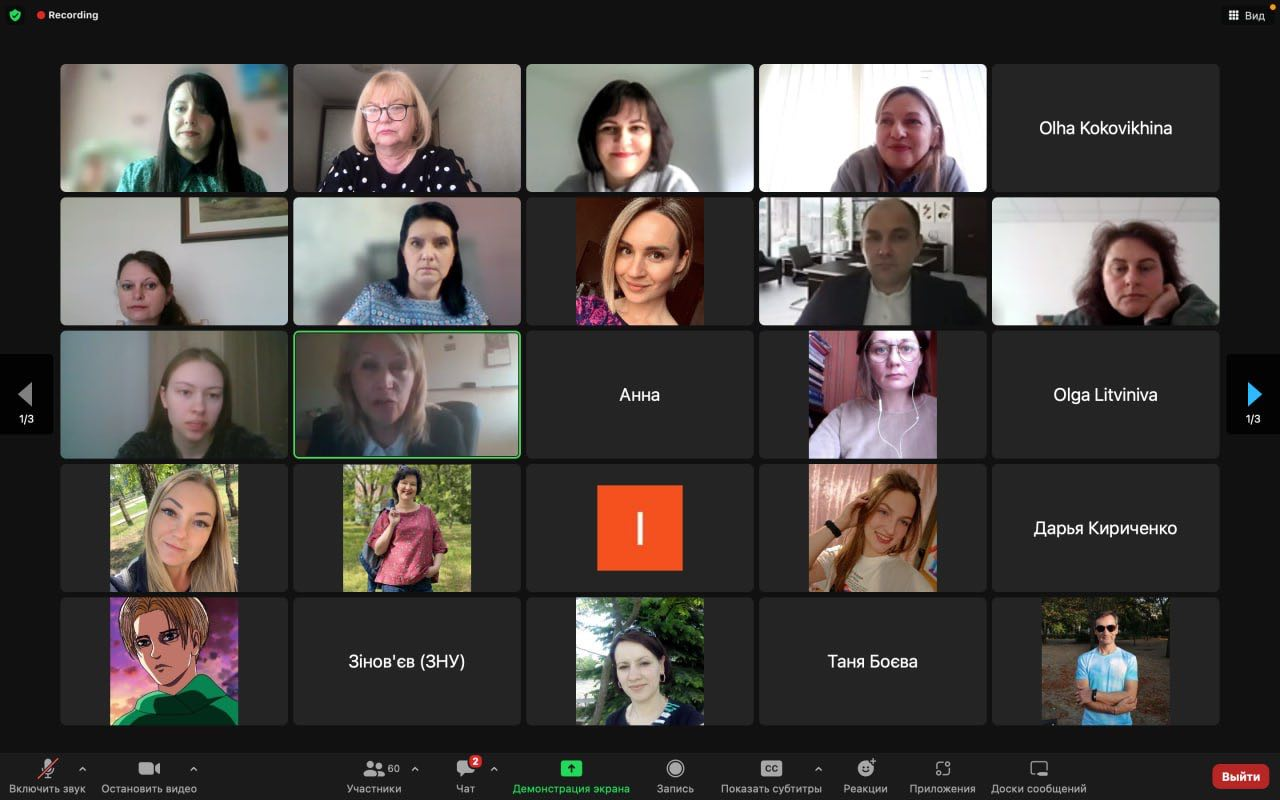 Recording
Вид
Olha Kokovikhina
Анна
Olga Litviniva
1/3
1/3
I
Дарья Кириченко
Зінов'єв (ЗНУ)
Таня Боєва
60
2
CC
Включить звук
Остановить видео
Участники
Чат
Демонстрация экрана
Запись
Показать субтитры
Реакции
Приложения
Доски сообщений
Выйти